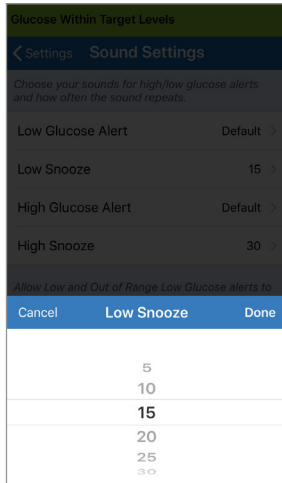 Glucose Within Target Levels
Settings Sound Settings
Choose your sounds for high/low glucose alerts
and how often the sound repeats.
Low Glucose Alert Default
Low Snooze 15
High Glucose Alert Default
High Snooze 30
Allow Low and Out of Range Low Glucose alerts to
Cancel Low Snooze Done
5
10
15
20
25
30